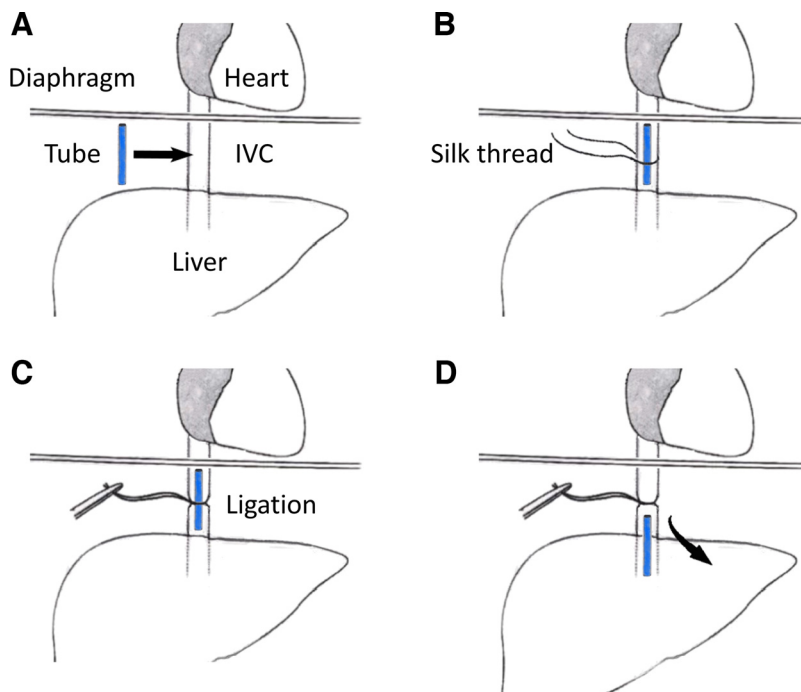 A
Diaphragm
Heart
Tube
IVC
Liver
B
Silk thread
C
Ligation
D